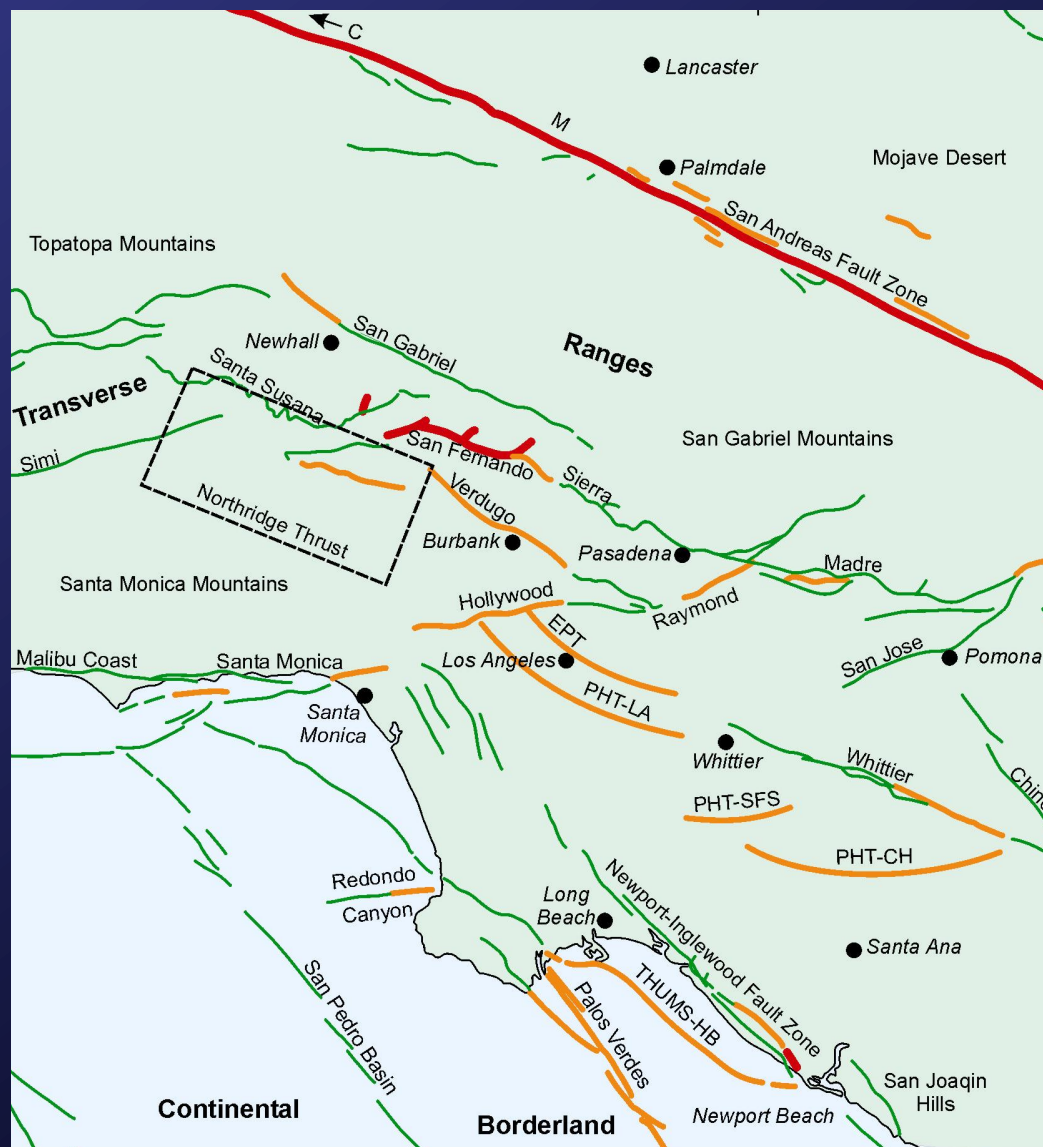 C
Lancaster
M
Palmdale
Mojave Desert
San Andreas Fault Zone
Topatopa Mountains
Newhall
San Gabriel
Ranges
Transverse
Santa Susana
San Gabriel Mountains
San Fernando
Simi
Sierra
Verdugo
Northridge Thrust
Burbank
Pasadena
Madre
Santa Monica Mountains
Hollywood
Raymond
EPT
Malibu Coast
Santa Monica
Los Angeles
San Jose
Pomona
PHT-LA
Santa
Monica
Whittier
Whittier
Chino
PHT-SFS
PHT-CH
Redondo
Canyon
Long
Beach
Newport-Inglewood Fault Zone
Santa Ana
San Pedro Basin
Palos Verdes
THUMS-HB
San Joaqin
Hills
Continental
Borderland
Newport Beach